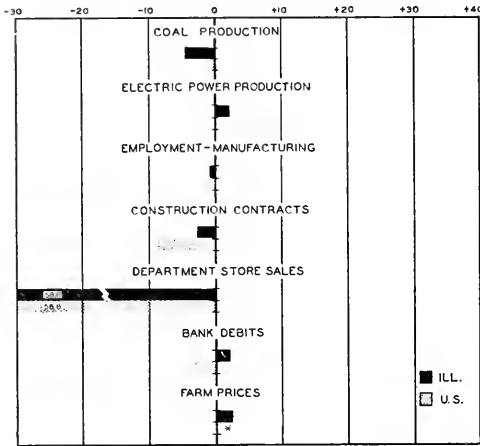 -30 -20 -10 0 +10 +20 +30 +40
COAL PRODUCTION
ELECTRIC POWER PRODUCTION
EMPLOYMENT-MANUFACTURING
CONSTRUCTION CONTRACTS
DEPARTMENT STORE SALES
BANK DEBITS
FARM PRICES
*
ILL.
U.S.